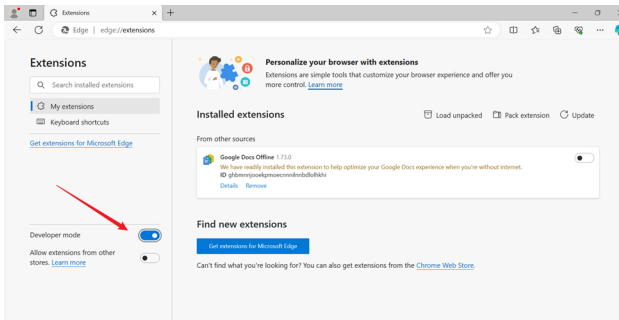 Extensions
Edge | edge://extensions
Extensions
Search installed extensions
My extensions
Keyboard shortcuts
Get extensions for Microsoft Edge
Developer mode
Allow extensions from other
stores. Learn more
Personalize your browser with extensions
Extensions are simple tools that customize your browser experience and offer you
more control. Learn more
Installed extensions
Load unpacked
Pack extension
Update
From other sources
Google Docs Offline 1.73.0
We have readily installed this extension to help optimize your Google Docs experience when you're without internet.
Details Remove
Find new extensions
Get extensions for Microsoft Edge
Can't find what you're looking for? You can also get extensions from the Chrome Web Store.